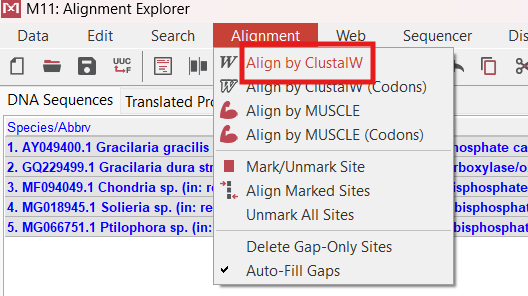 M11: Alignment Explorer
Data Edit Search Alignment Web Sequencer Dis
UUC
F
W Align by ClustalW
W Align by ClustalW (Codons)
Align by MUSCLE
Align by MUSCLE (Codons)
Mark/Unmark Site
Align Marked Sites
Unmark All Sites
Delete Gap-Only Sites
Auto-Fill Gaps
DNA Sequences Translated Pro
Species/Abbrv
1. AY049400.1 Gracilaria gracilis sphosphate ca
2. GQ229499.1 Gracilaria dura str carboxylase/o
3. MF094049.1 Chondria sp. (in: re bisphosphat
4. MG018945.1 Solieria sp. (in: re bisphosphat
5. MG066751.1 Ptilophora sp. (in: bisphosphat